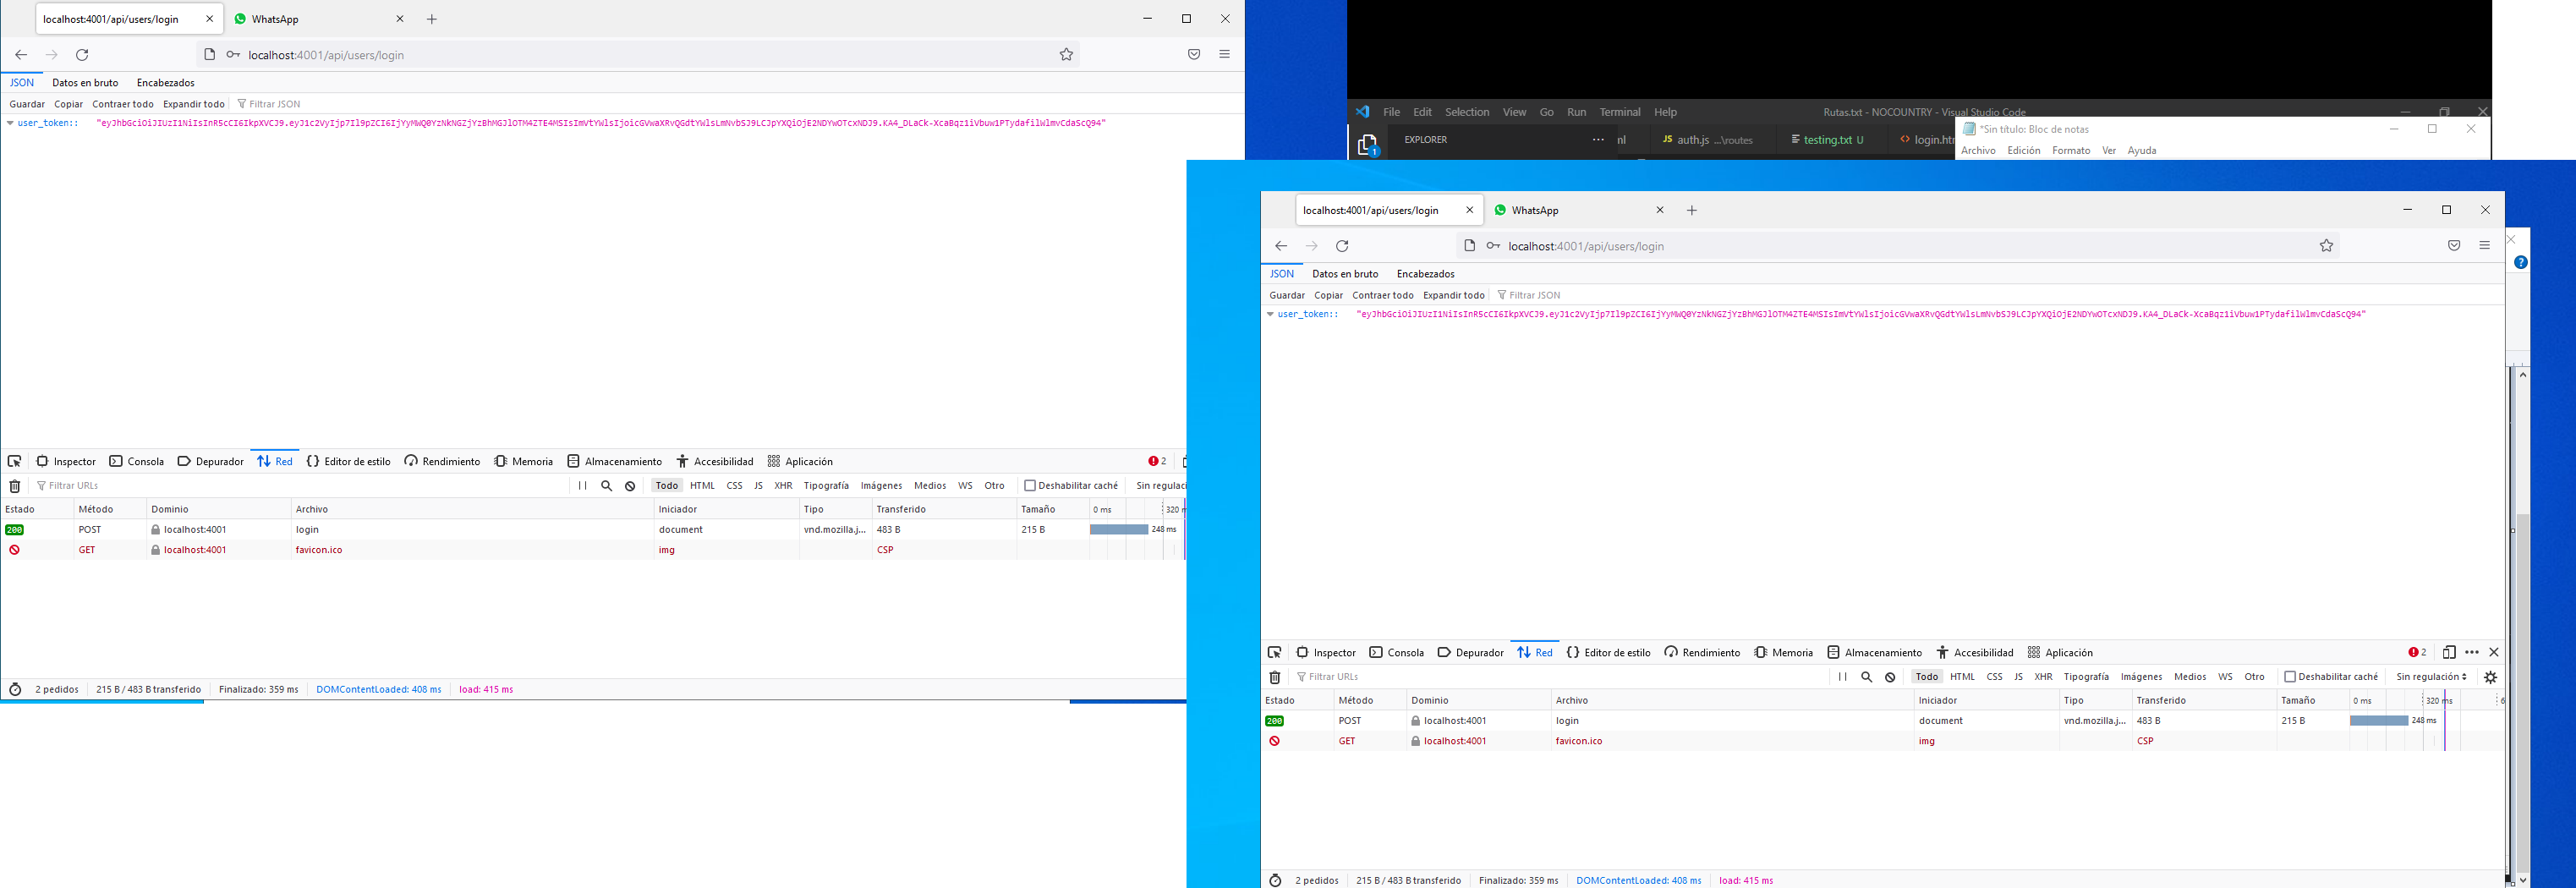 localhost:4001/api/users/login
WhatsApp
localhost:4001/api/users/login
JSON Datos en bruto Encabezados
Guardar Copiar Contraer todo Expandir todo Filtrar JSON
user_token::
Inspector Consola Depurador Red Editor de estilo Rendimiento Memoria Almacenamiento Accesibilidad Aplicación 2
Filtrar URLs Todo HTML CSS JS XHR Tipografía Imágenes Medios WS Otro Deshabilitar caché Sin regulaci
Estado Método Dominio Archivo Iniciador Tipo Transferido Tamaño 0 ms 320 m
200 POST localhost:4001 login document vnd.mozilla.j... 483 B 215 B 248 ms
GET localhost:4001 favicon.ico img CSP
2 pedidos 215 B / 483 B transferido Finalizado: 359 ms DOMContentLoaded: 408 ms load: 415 ms
File Edit Selection View Go Run Terminal Help Rutas.txt - NOCOUNTRY - Visual Studio Code
1 EXPLORER ... nl JS auth.js ...\routes testing.txt U login.htr
*Sin título: Bloc de notas
Archivo Edición Formato Ver Ayuda
localhost:4001/api/users/login
WhatsApp
localhost:4001/api/users/login
JSON Datos en bruto Encabezados
Guardar Copiar Contraer todo Expandir todo Filtrar JSON
user_token::
Inspector Consola Depurador Red Editor de estilo Rendimiento Memoria Almacenamiento Accesibilidad Aplicación 2
Filtrar URLs Todo HTML CSS JS XHR Tipografía Imágenes Medios WS Otro Deshabilitar caché Sin regulación
Estado Método Dominio Archivo Iniciador Tipo Transferido Tamaño 0 ms 320 ms 6
200 POST localhost:4001 login document vnd.mozilla.j... 483 B 215 B 248 ms
GET localhost:4001 favicon.ico img CSP
2 pedidos 215 B / 483 B transferido Finalizado: 359 ms DOMContentLoaded: 408 ms load: 415 ms